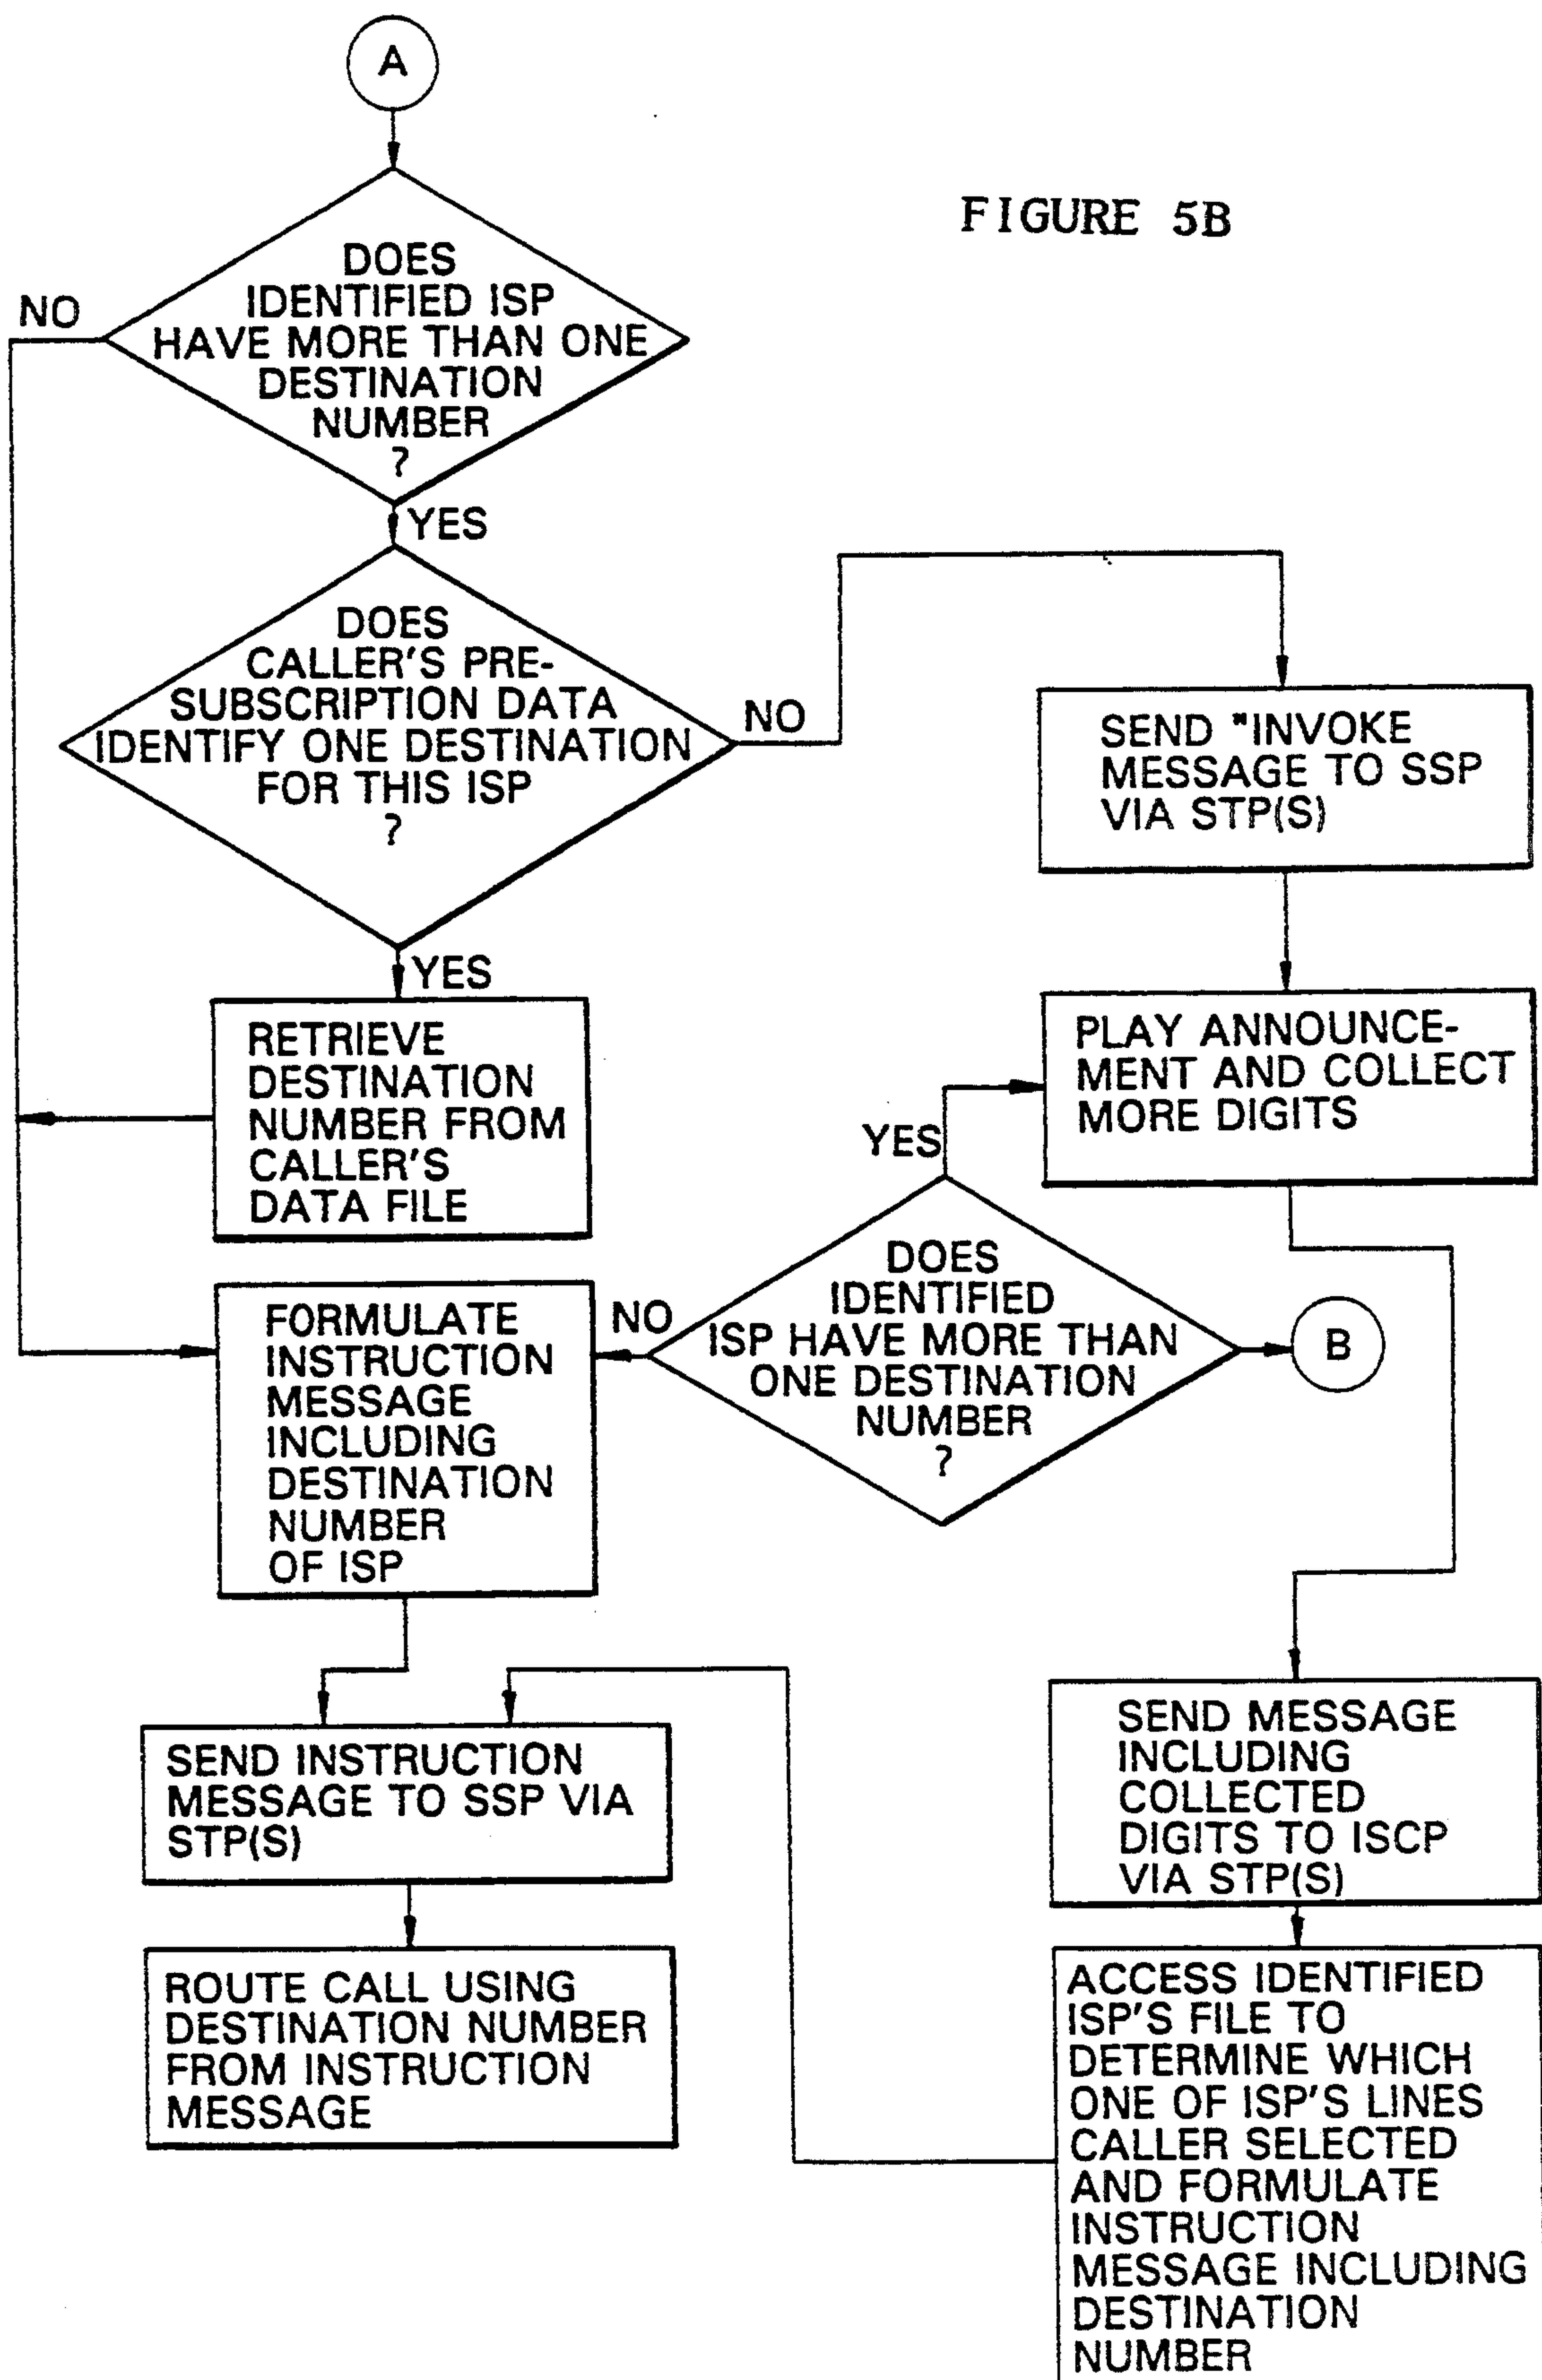 A
FIGURE 5B
DOES
IDENTIFIED ISP
HAVE MORE THAN ONE
DESTINATION
NUMBER
?
NO
YES
DOES
CALLER'S PRE-
SUBSCRIPTION DATA
IDENTIFY ONE DESTINATION
FOR THIS ISP
?
NO
YES
SEND "INVOKE
MESSAGE TO SSP
VIA STP(S)
RETRIEVE
DESTINATION
NUMBER FROM
CALLER'S
DATA FILE
PLAY ANNOUNCE-
MENT AND COLLECT
MORE DIGITS
YES
DOES
IDENTIFIED
ISP HAVE MORE THAN
ONE DESTINATION
NUMBER
?
NO
B
FORMULATE
INSTRUCTION
MESSAGE
INCLUDING
DESTINATION
NUMBER
OF ISP
SEND INSTRUCTION
MESSAGE TO SSP VIA
STP(S)
SEND MESSAGE
INCLUDING
COLLECTED
DIGITS TO ISCP
VIA STP(S)
ROUTE CALL USING
DESTINATION NUMBER
FROM INSTRUCTION
MESSAGE
ACCESS IDENTIFIED
ISP'S FILE TO
DETERMINE WHICH
ONE OF ISP'S LINES
CALLER SELECTED
AND FORMULATE
INSTRUCTION
MESSAGE INCLUDING
DESTINATION
NUMBER